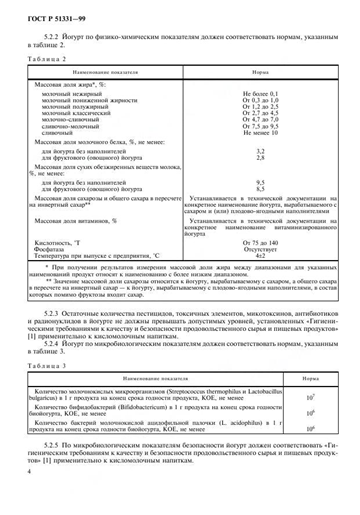 ГОСТ Р 51331—99
5.2.2 Йогурт по физико-химическим показателям должен соответствовать нормам, указанным
в таблице 2.
Таблица 2
Наименование показателя Норма
Массовая доля жира*, %:
молочный нежирный Не более 0,1
молочный пониженной жирности От 0,3 до 1,0
молочный полужирный От 1,2 до 2,5
молочный классический От 2,7 до 4,5
молочно-сливочный От 4,7 до 7,0
сливочно-молочный От 7,5 до 9,5
сливочный Не менее 10
Массовая доля молочного белка, %, не менее:
для йогурта без наполнителей 3,2
для фруктового (овощного) йогурта 2,8
Массовая доля сухих обезжиренных веществ молока,
%, не менее:
для йогурта без наполнителей 9,5
для фруктового (овощного) йогурта 8,5
Массовая доля сахарозы и общего сахара в пересчете Устанавливается в технической документации на
на инвертный сахар** конкретное наименование йогурта, вырабатываемого с
сахаром и (или) плодово-ягодными наполнителями
Массовая доля витаминов, % Устанавливается в технической документации на
конкретное наименование витаминизированного
йогурта
Кислотность, °Т От 75 до 140
Фосфатаза Отсутствует
Температура при выпуске с предприятия, °С 4±2
* При получении результатов измерения массовой доли жира между диапазонами для указанных
наименований продукт относят к наименованию с более низким диапазоном.
** Значение массовой доли сахарозы относится к йогурту, вырабатываемому с сахаром, а общего сахара
в пересчете на инвертный сахар — к йогурту, вырабатываемому с плодово-ягодными наполнителями, в состав
которых помимо фруктозы входит сахар.
5.2.3 Остаточные количества пестицидов, токсичных элементов, микотоксинов, антибиотиков
и радионуклидов в йогурте не должны превышать допустимых уровней, установленных «Гигиени-
ческими требованиями к качеству и безопасности продовольственного сырья и пищевых продуктов»
[1] применительно к кисломолочным напиткам.
5.2.4 Йогурт по микробиологическим показателям должен соответствовать нормам, указанным
в таблице 3.
Таблица 3
Наименование показателя Норма
Количество молочнокислых микроорганизмов (Streptococcus thermophilus и Lactobacillus
bulgaricus) в 1 г продукта на конец срока годности продукта, КОЕ, не менее 10⁷
Количество бифидобактерий (Bifidobacterium) в 1 г продукта на конец срока годности
биойогурта, КОЕ, не менее 10⁶
Количество бактерий молочнокислой ацидофильной палочки (L. acidophilus) в 1 г
продукта на конец срока годности биойогурта, КОЕ, не менее 10⁶
5.2.5 По микробиологическим показателям безопасности йогурт должен соответствовать «Ги-
гиеническим требованиям к качеству и безопасности продовольственного сырья и пищевых продук-
тов» [1] применительно к кисломолочным напиткам.
4